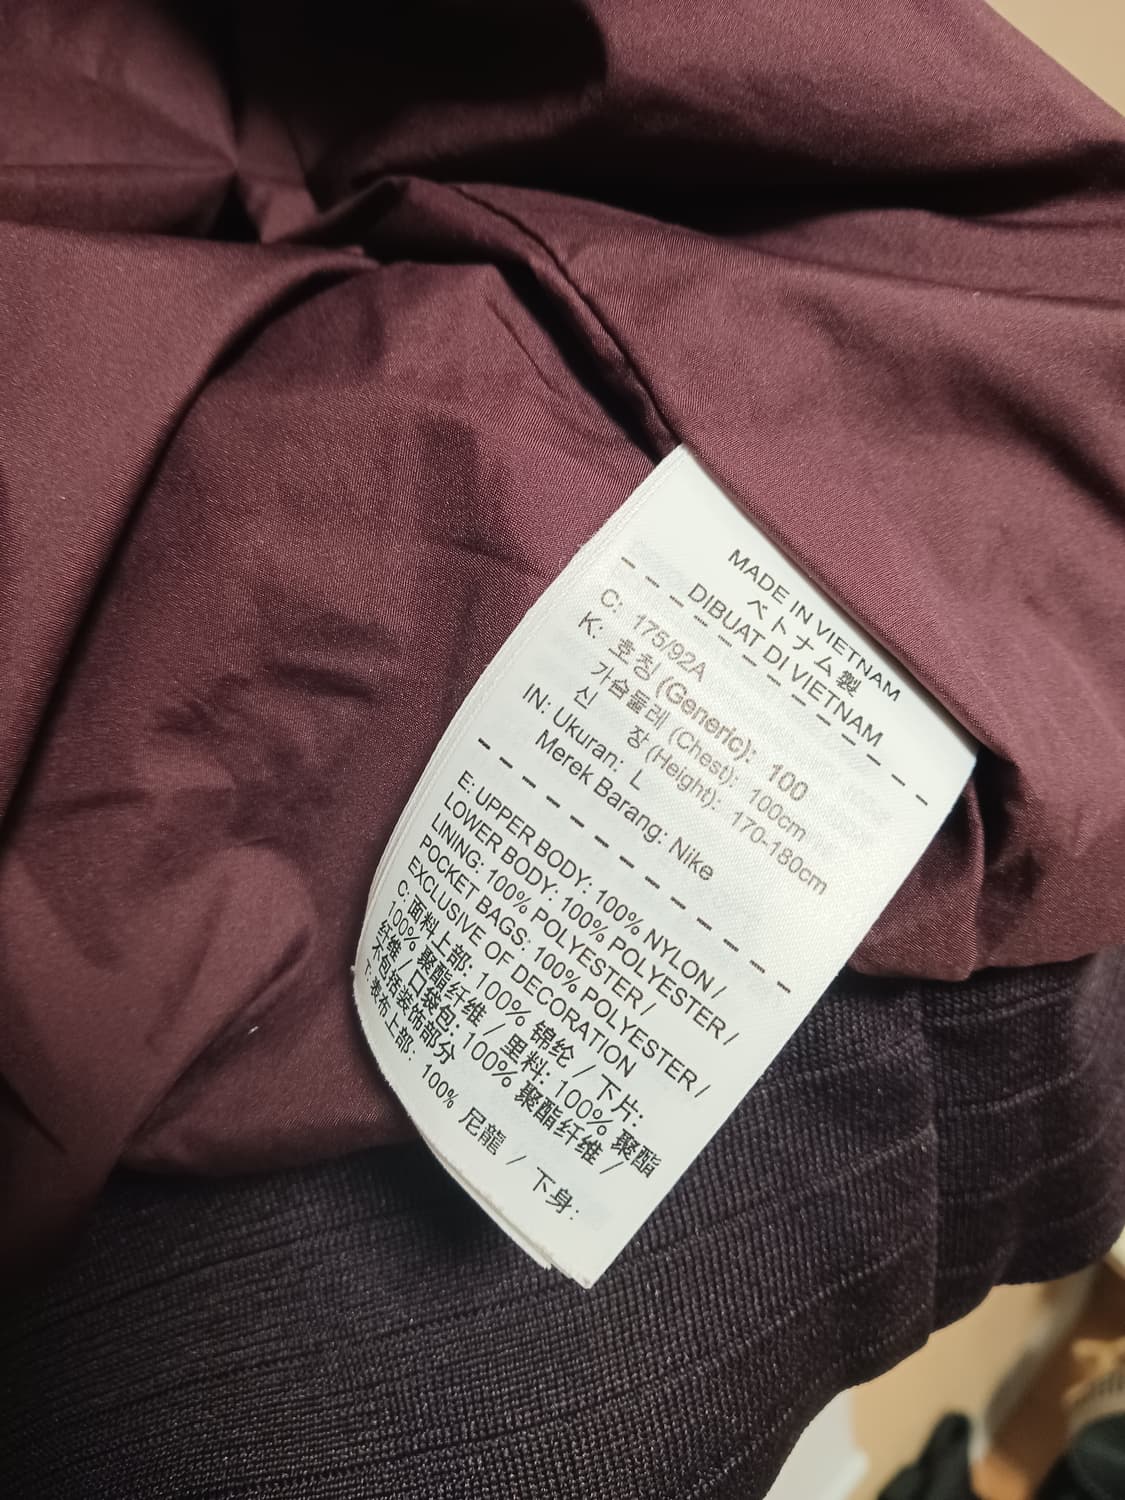 MADE IN VIETNAM
ベトナム製
DIBUAT DI VIETNAM
C: 175/92A
K: 호칭 (Generic): 100
가슴둘레 (Chest): 100cm
신 장 (Height): 170-180cm
IN: Ukuran: L
Merek Barang: Nike
E: UPPER BODY: 100% NYLON /
LOWER BODY: 100% POLYESTER /
LINING: 100% POLYESTER /
POCKET BAGS: 100% POLYESTER /
EXCLUSIVE OF DECORATION
C: 面料上部: 100% 锦纶 / 下片:
100% 聚酯纤维 / 里料: 100% 聚酯
纤维 / 口袋包: 100% 聚酯纤维 /
不包括装饰部分
T: 表布上部: 100% 尼龍 / 下身: